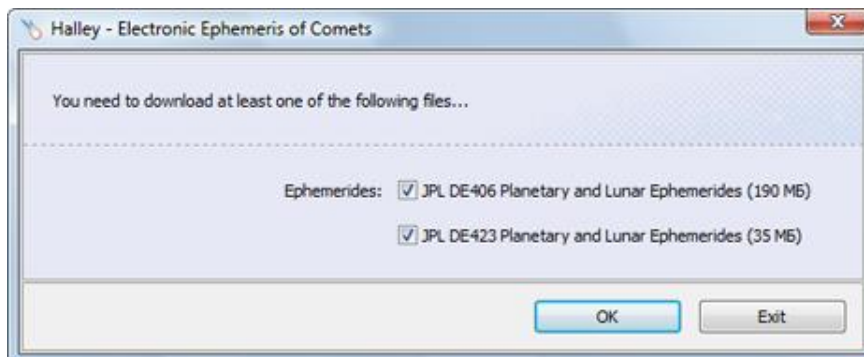 Halley - Electronic Ephemeris of Comets
You need to download at least one of the following files...
Ephemerides: JPL DE406 Planetary and Lunar Ephemerides (190 МБ)
JPL DE423 Planetary and Lunar Ephemerides (35 МБ)
OK Exit